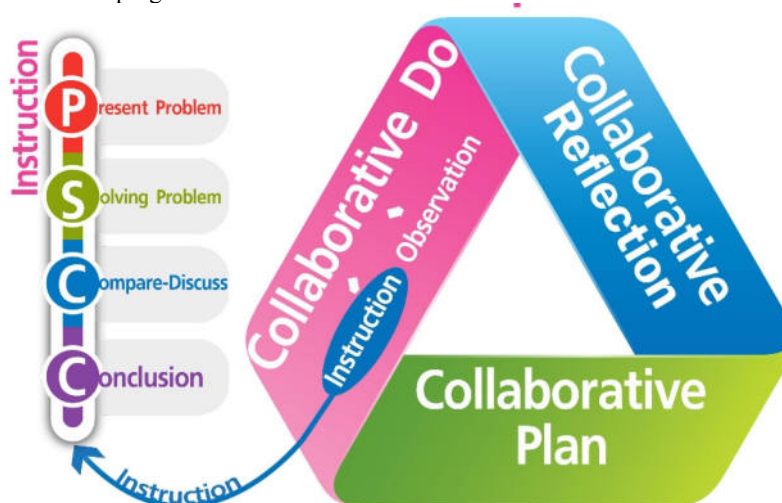 Instruction
Present Problem
Solving Problem
Compare-Discuss
Conclusion
Instruction
Collaborative Do
Instruction
Observation
Collaborative
Reflection
Collaborative
Plan